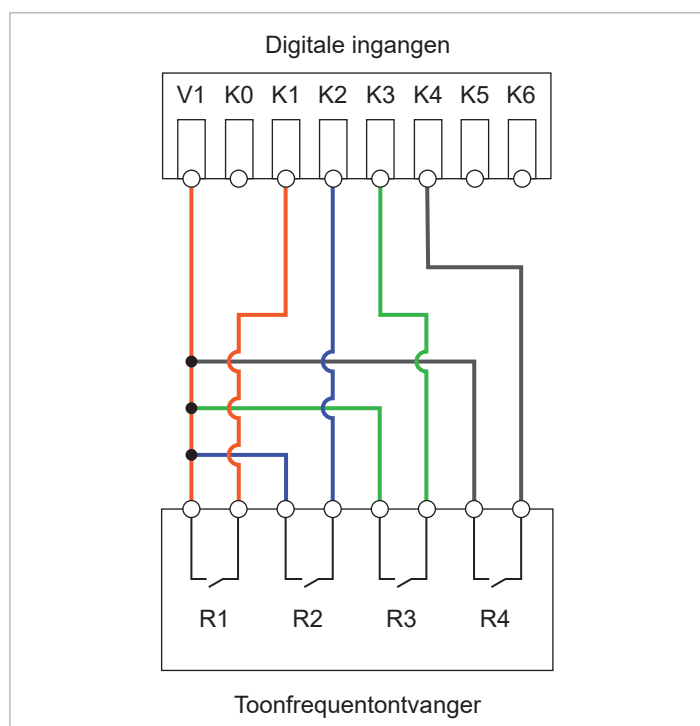 Digitale ingangen
V1 K0 K1 K2 K3 K4 K5 K6
R1 R2 R3 R4
Toonfrequentontvanger